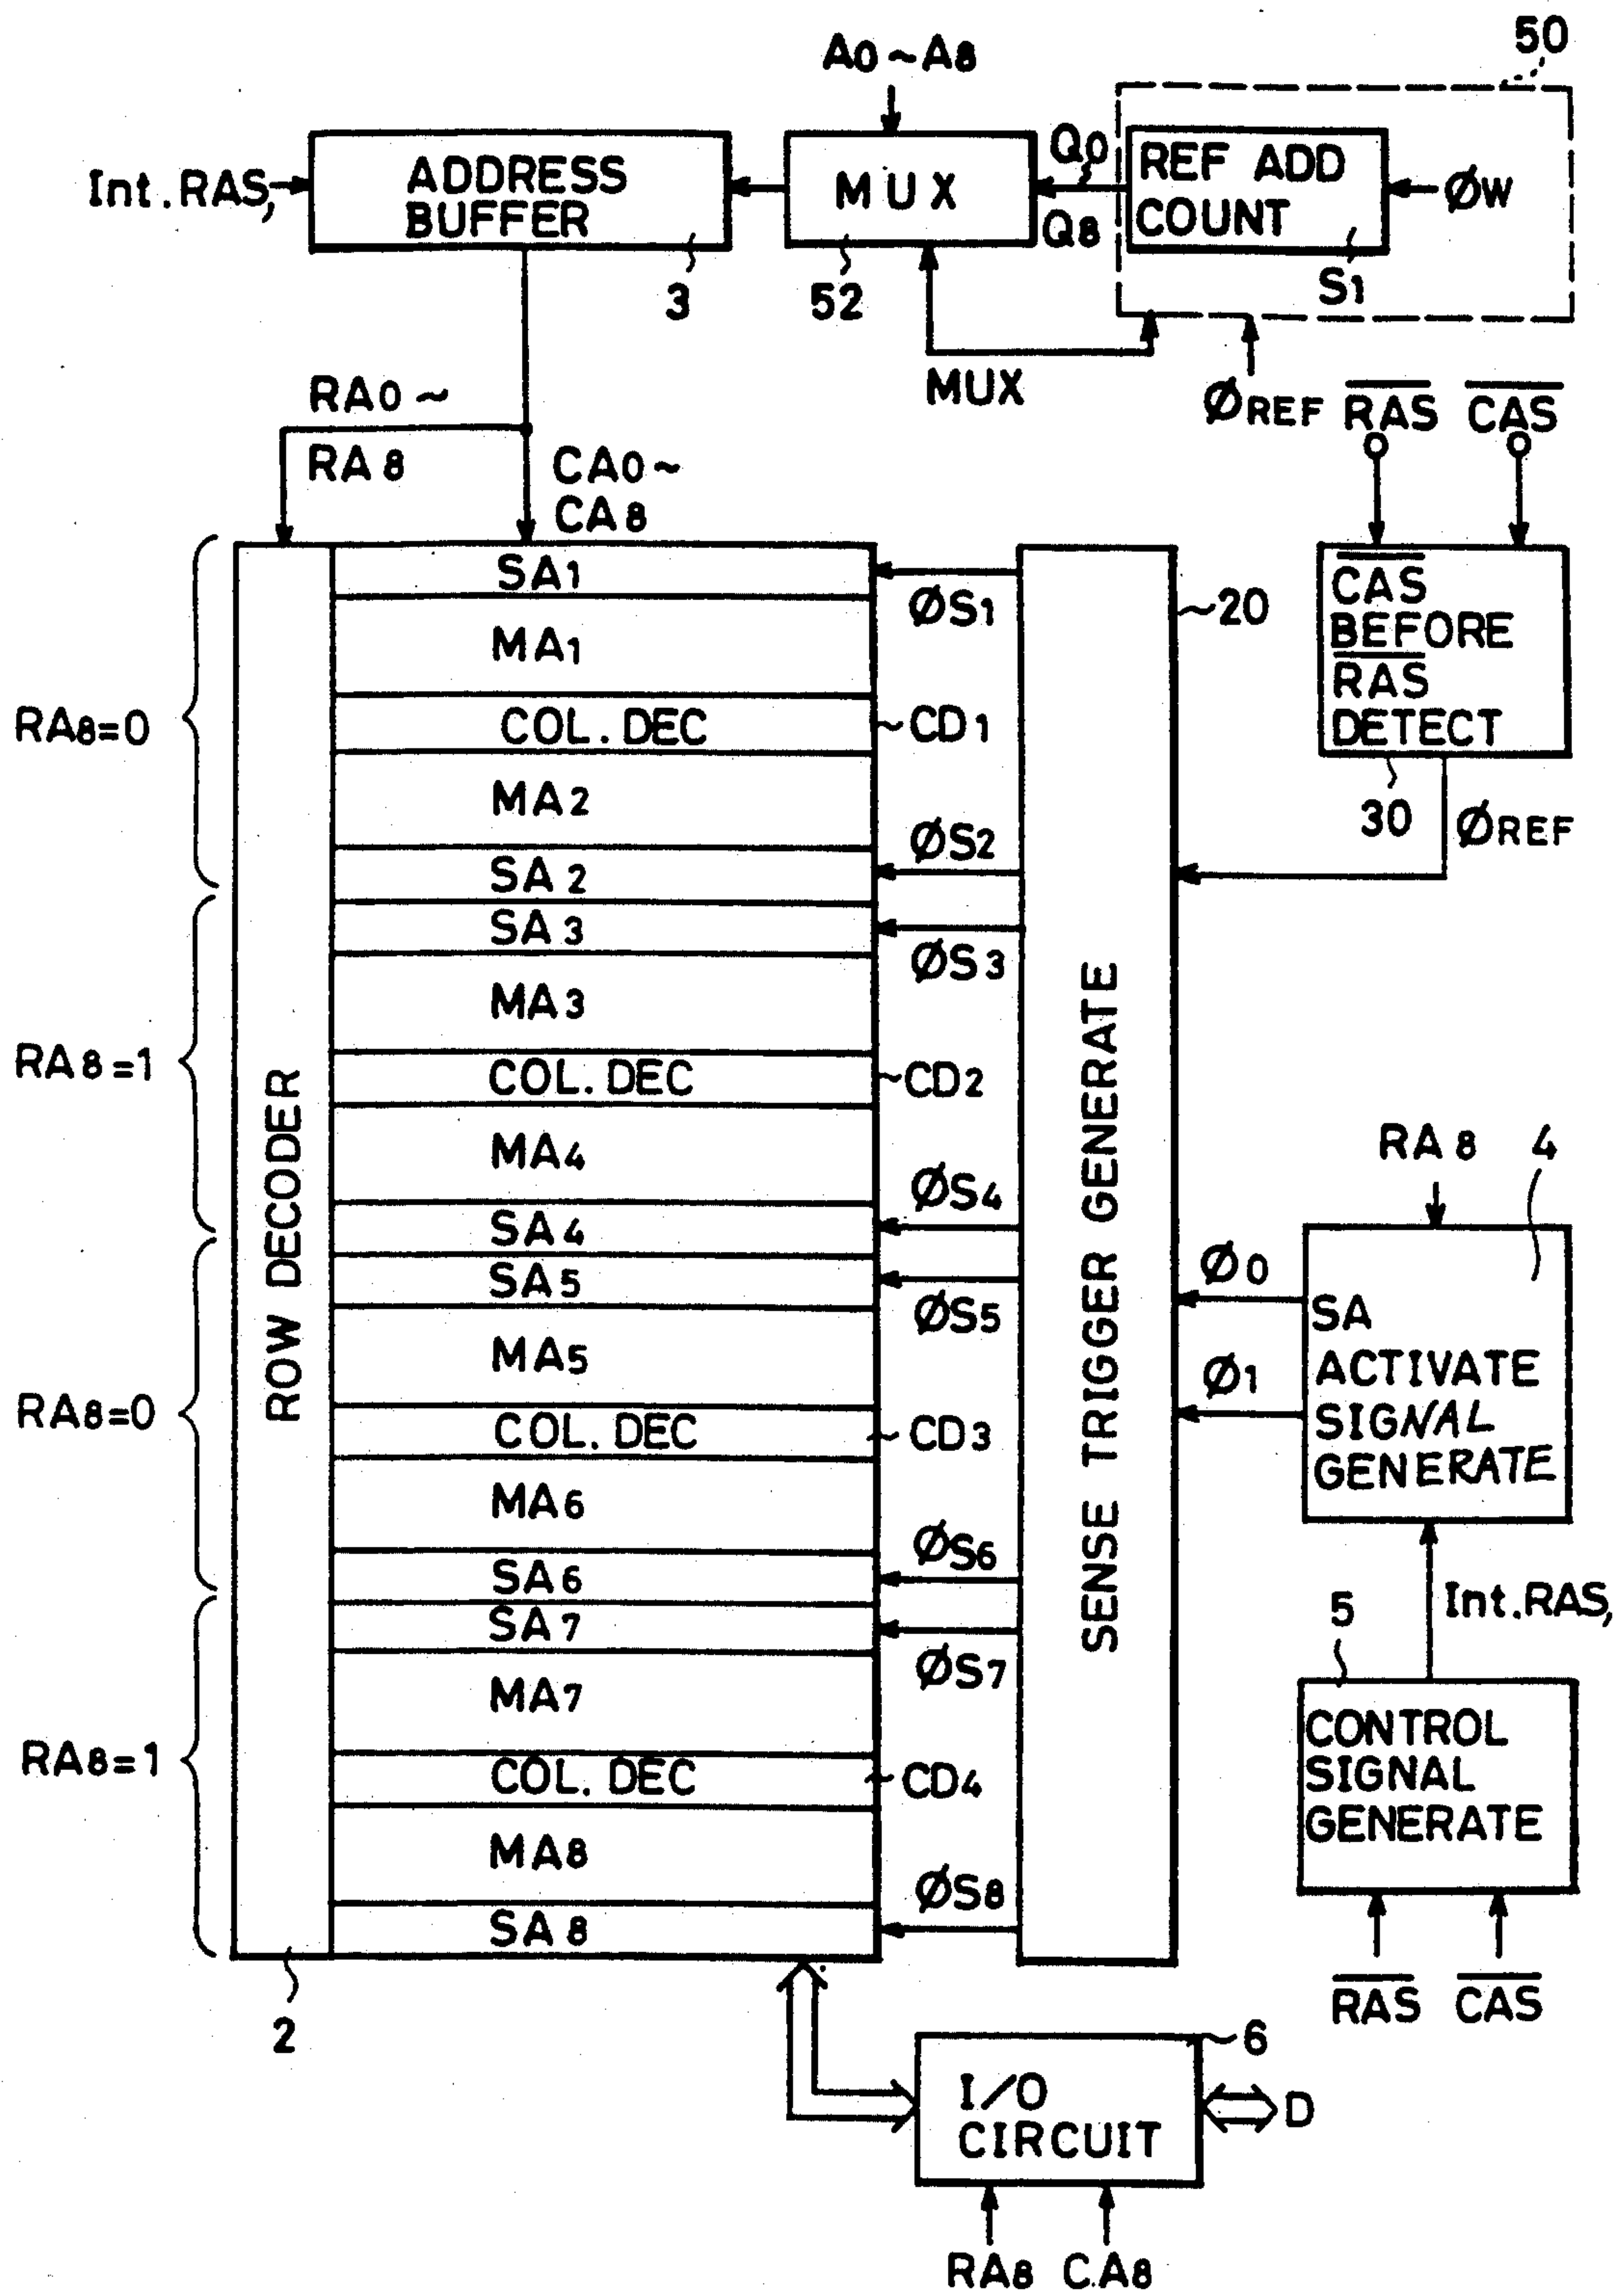 50
A0~A8
Int.RAS,
ADDRESS
BUFFER
MUX
Q0
Q8
REF ADD
COUNT
ØW
S1
3
52
MUX
ØREF
RAS
CAS
RA0~
RA8
CA0~
CA8
SA1
ØS1
20
CAS
BEFORE
RAS
DETECT
MA1
RA8=0
COL. DEC
CD1
MA2
30
ØREF
ØS2
SA2
SA3
ØS3
MA3
RA8=1
COL. DEC
CD2
MA4
ØS4
SA4
SA5
ØS5
MA5
RA8=0
COL. DEC
CD3
MA6
ØS6
SA6
SA7
ØS7
MA7
RA8=1
COL. DEC
CD4
MA8
ØS8
SA8
ROW DECODER
SENSE TRIGGER GENERATE
RA8
4
Ø0
Ø1
SA
ACTIVATE
SIGNAL
GENERATE
5
Int.RAS,
CONTROL
SIGNAL
GENERATE
RAS
CAS
2
6
I/O
CIRCUIT
D
RA8
C.A8